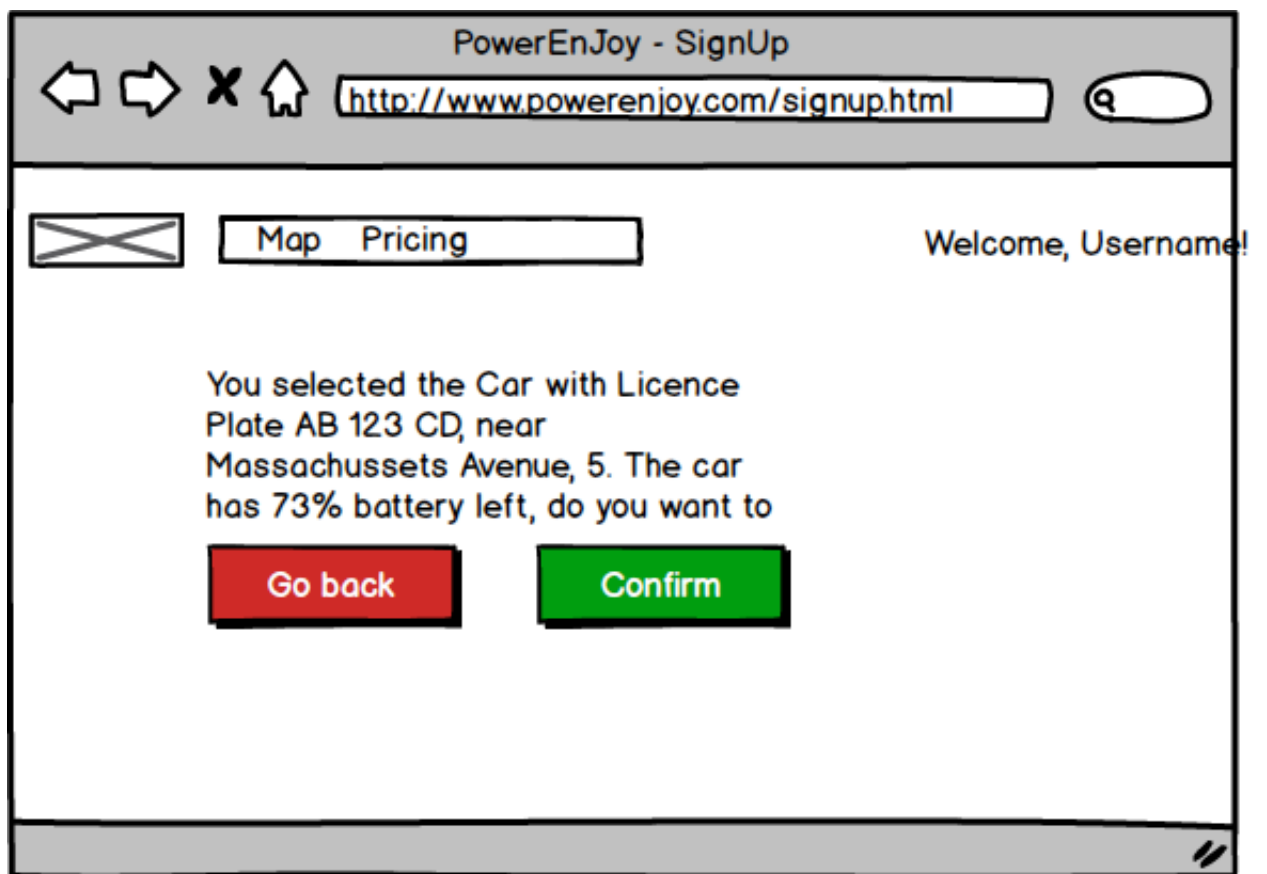 PowerEnJoy - SignUp
http://www.powerenjoy.com/signup.html
Map Pricing
Welcome, Username!
You selected the Car with Licence
Plate AB 123 CD, near
Massachussets Avenue, 5. The car
has 73% battery left, do you want to
Go back
Confirm